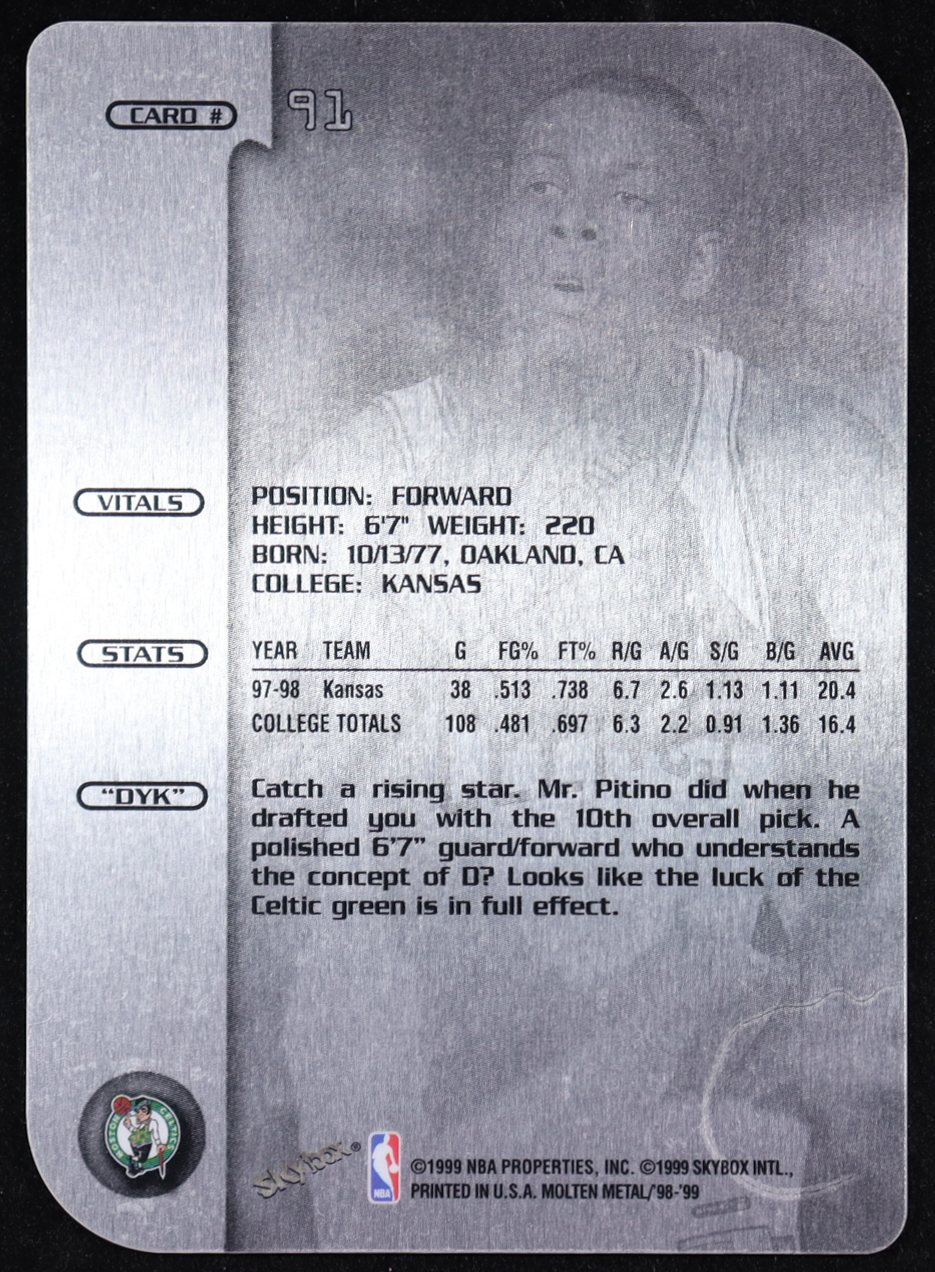 CARD # 91
VITALS
POSITION: FORWARD
HEIGHT: 6'7" WEIGHT: 220
BORN: 10/13/77, OAKLAND, CA
COLLEGE: KANSAS
STATS
YEAR TEAM G FG% FT% R/G A/G S/G B/G AVG
97-98 Kansas 38 .513 .738 6.7 2.6 1.13 1.11 20.4
COLLEGE TOTALS 108 .481 .697 6.3 2.2 0.91 1.36 16.4
"DYK"
Catch a rising star. Mr. Pitino did when he
drafted you with the 10th overall pick. A
polished 6'7" guard/forward who understands
the concept of D? Looks like the luck of the
Celtic green is in full effect.
BOSTON CELTICS
Skybox®
NBA
©1999 NBA PROPERTIES, INC. ©1999 SKYBOX INTL.,
PRINTED IN U.S.A. MOLTEN METAL/'98-'99